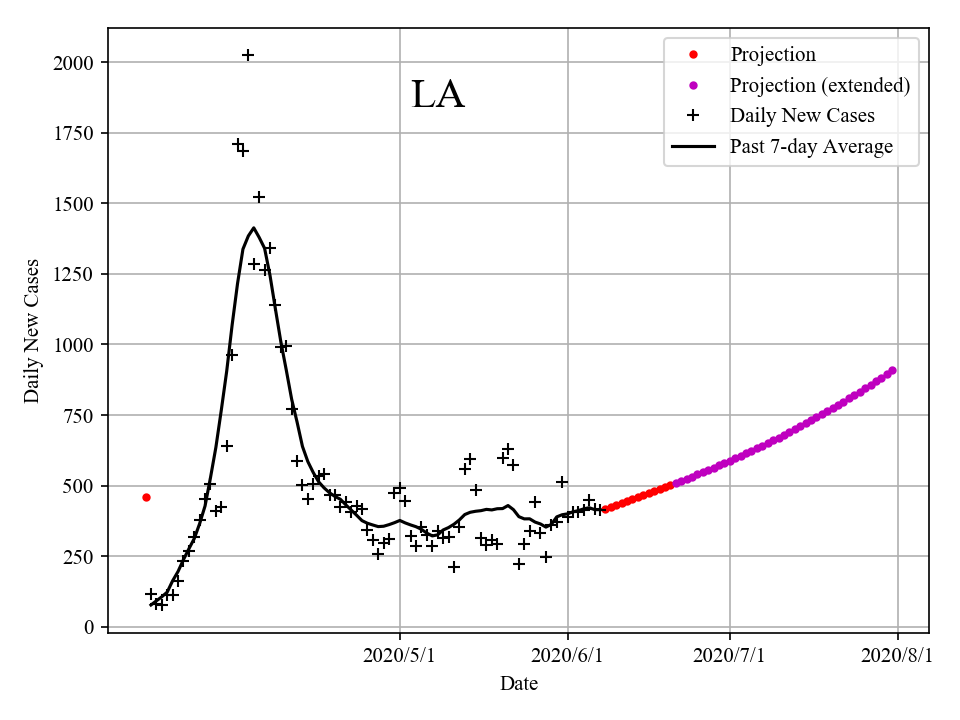 LA
Projection
Projection (extended)
Daily New Cases
Past 7-day Average
Daily New Cases
2000
1750
1500
1250
1000
750
500
250
0
2020/5/1
2020/6/1
2020/7/1
2020/8/1
Date